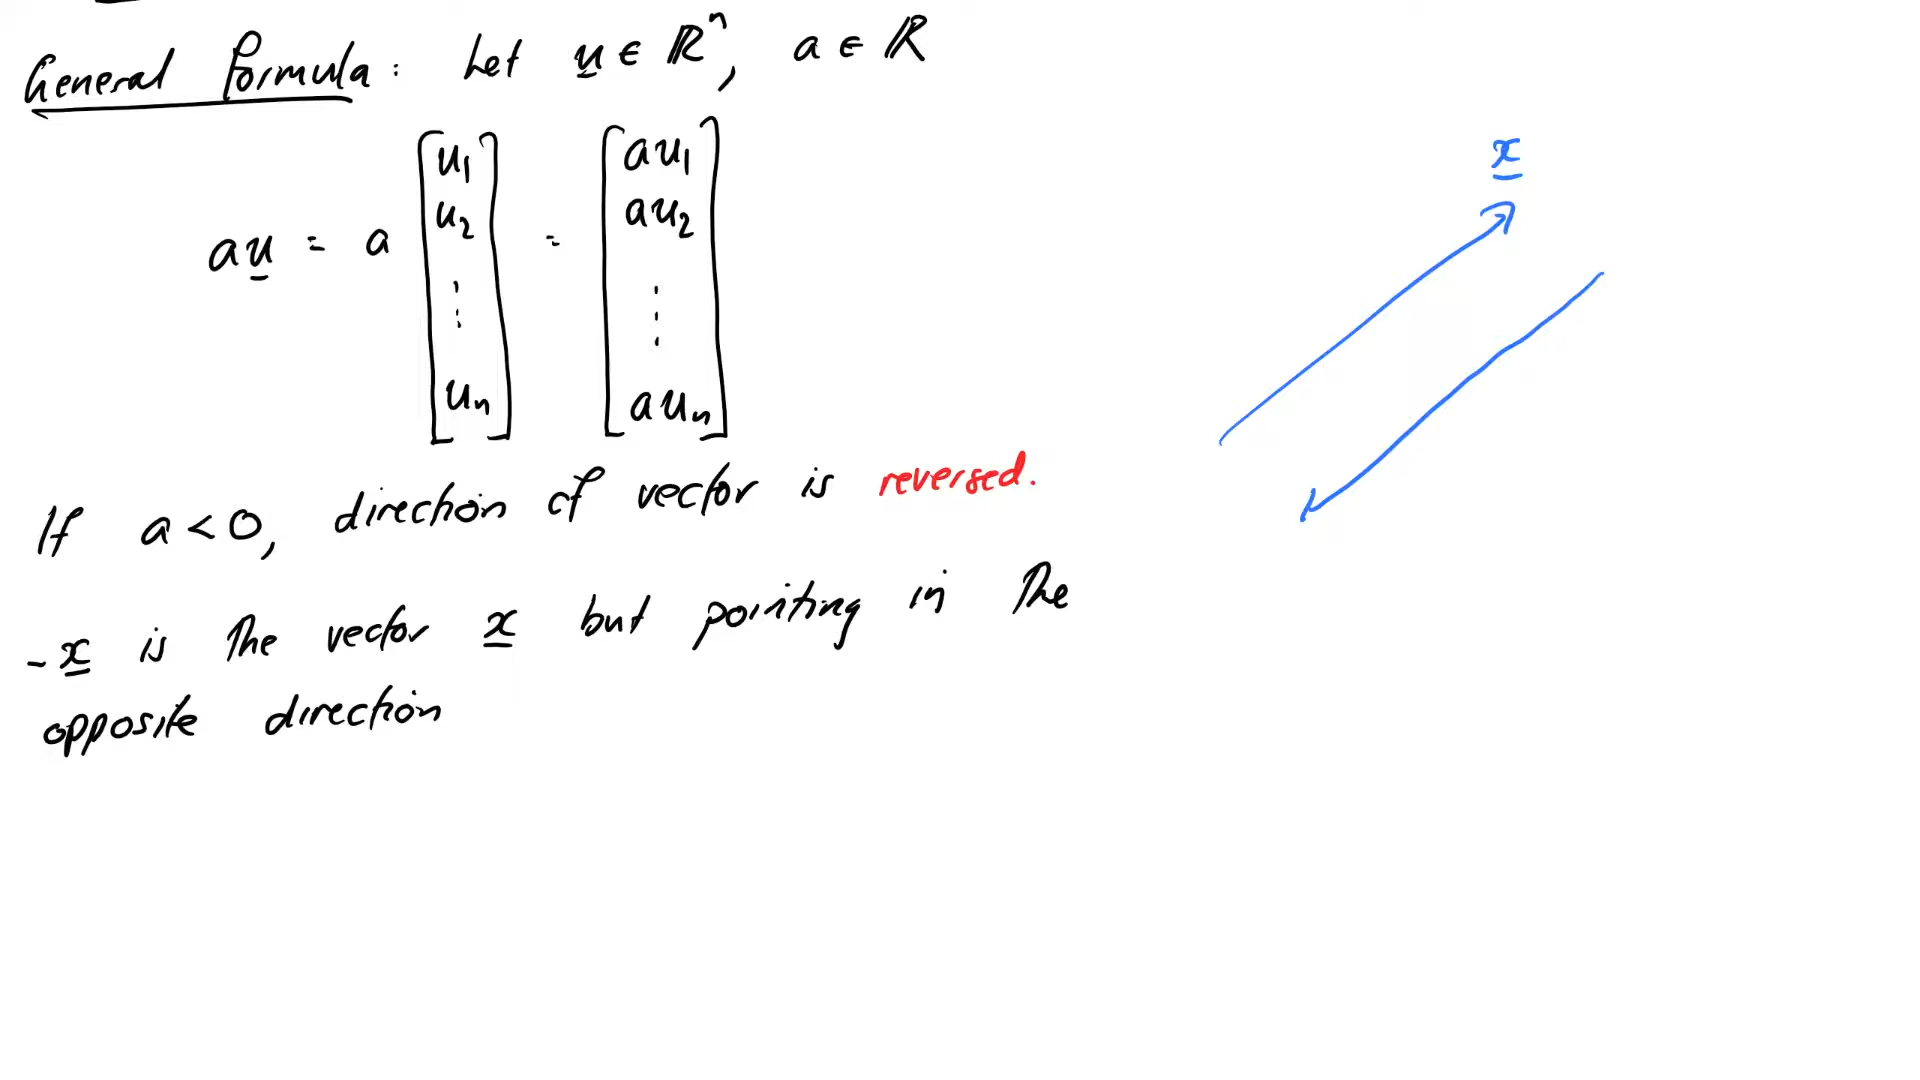 General Formula: Let u ∈ ℝⁿ, a ∈ ℝ
au = a [u₁ u₂ ⋮ uₙ] = [au₁ au₂ ⋮ auₙ]
If a < 0, direction of vector is reversed.
-x is the vector x but pointing in the
opposite direction
x